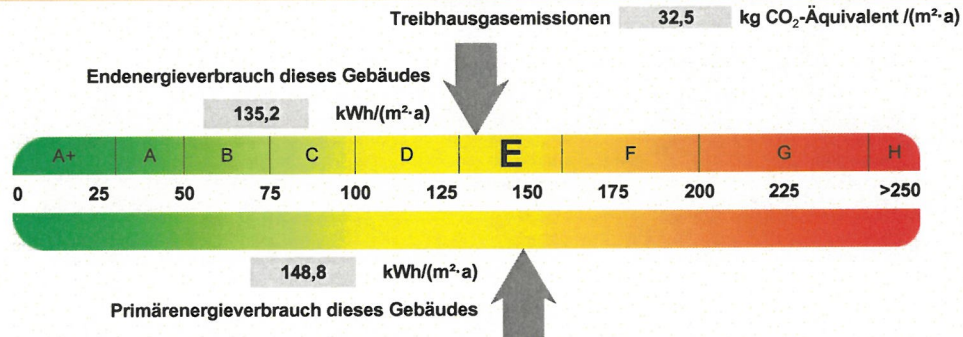 Treibhausgasemissionen 32,5 kg CO₂-Äquivalent /(m²·a)
Endenergieverbrauch dieses Gebäudes
135,2 kWh/(m²·a)
A+ A B C D E F G H
0 25 50 75 100 125 150 175 200 225 >250
148,8 kWh/(m²·a)
Primärenergieverbrauch dieses Gebäudes